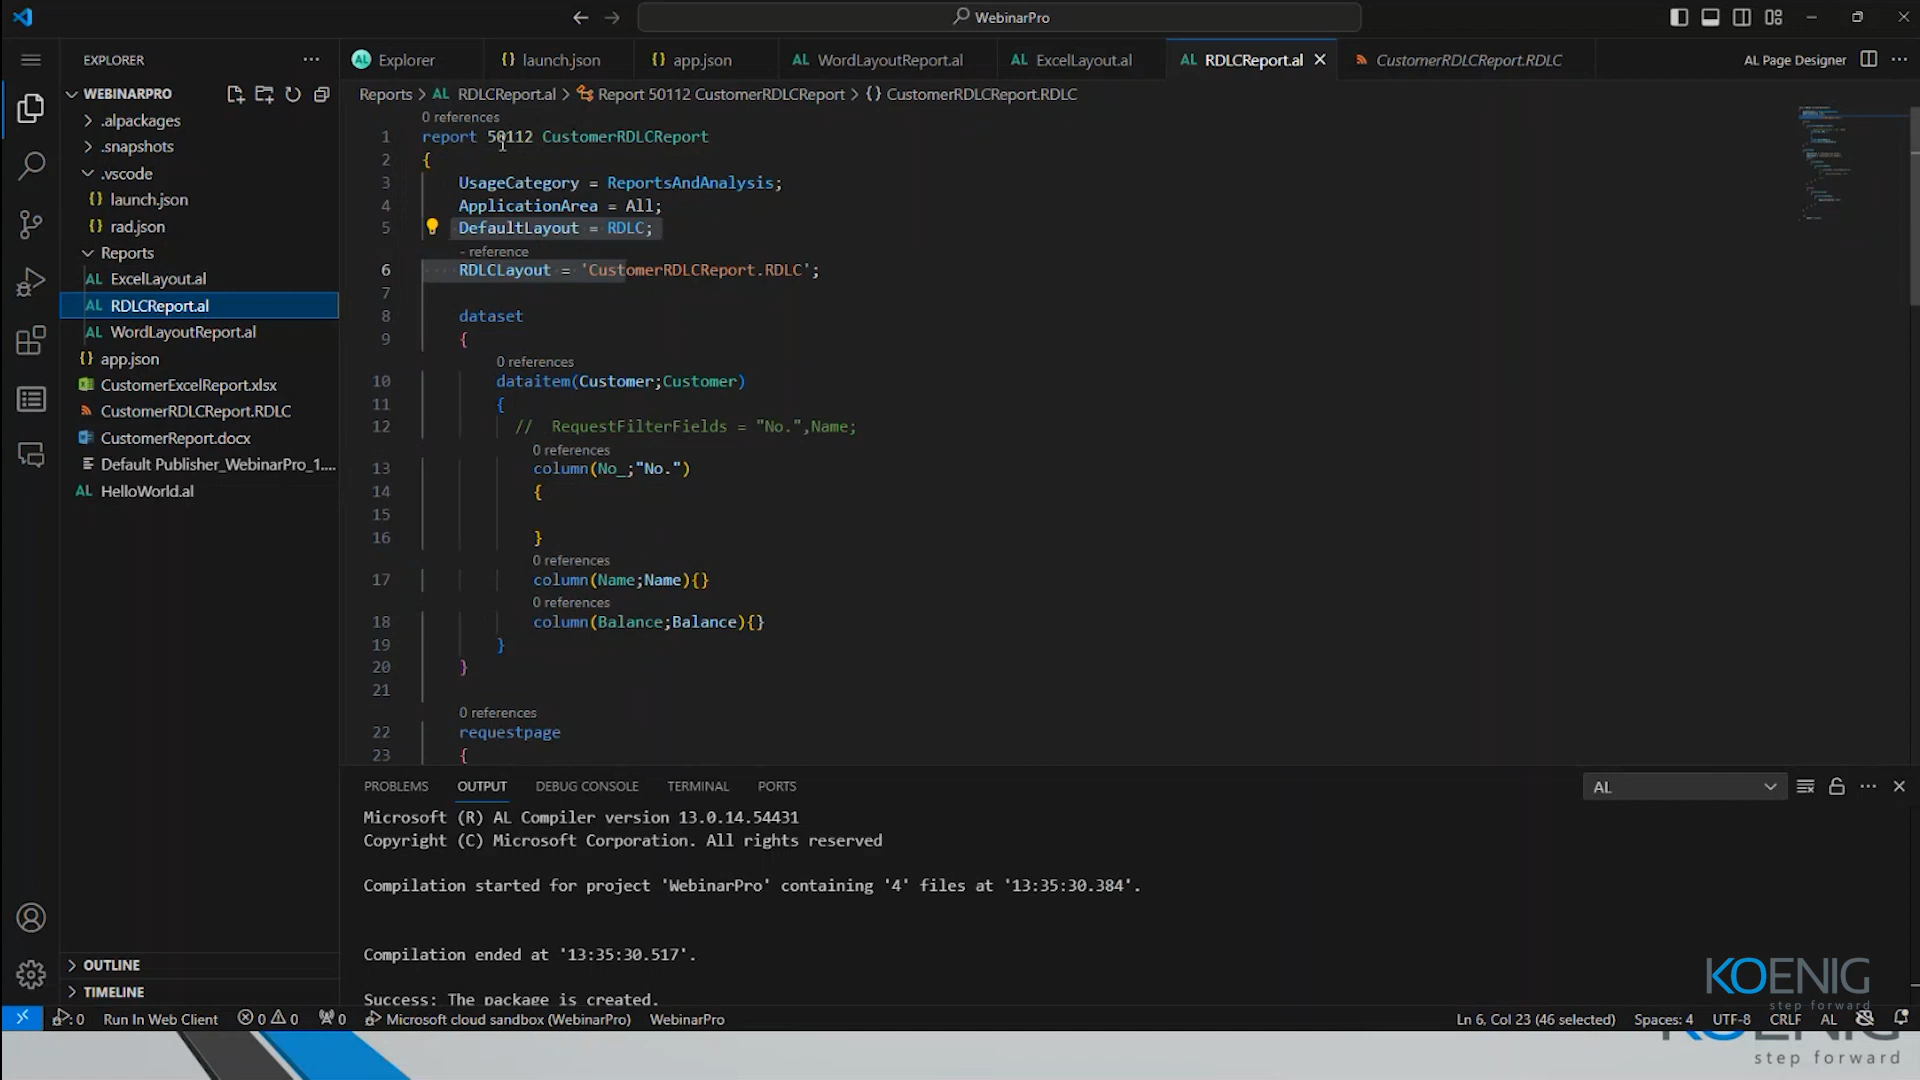 WebinarPro
EXPLORER
Explorer
launch.json
app.json
WordLayoutReport.al
ExcelLayout.al
RDLCReport.al
CustomerRDLCReport.RDLC
AL Page Designer
WEBINARPRO
.alpackages
.snapshots
.vscode
launch.json
rad.json
Reports
ExcelLayout.al
RDLCReport.al
WordLayoutReport.al
app.json
CustomerExcelReport.xlsx
CustomerRDLCReport.RDLC
CustomerReport.docx
Default Publisher_WebinarPro_1....
HelloWorld.al
OUTLINE
TIMELINE
Reports > AL RDLCReport.al > Report 50112 CustomerRDLCReport > {} CustomerRDLCReport.RDLC
0 references
1 report 50112 CustomerRDLCReport
2 {
3 UsageCategory = ReportsAndAnalysis;
4 ApplicationArea = All;
5 DefaultLayout = RDLC;
- reference
6 RDLCLayout = 'CustomerRDLCReport.RDLC';
7
8 dataset
9 {
0 references
10 dataitem(Customer;Customer)
11 {
12 // RequestFilterFields = "No.",Name;
0 references
13 column(No_;"No.")
14 {
15
16 }
0 references
17 column(Name;Name){}
0 references
18 column(Balance;Balance){}
19 }
20 }
21
0 references
22 requestpage
23 {
PROBLEMS OUTPUT DEBUG CONSOLE TERMINAL PORTS
AL
Microsoft (R) AL Compiler version 13.0.14.54431
Copyright (C) Microsoft Corporation. All rights reserved
Compilation started for project 'WebinarPro' containing '4' files at '13:35:30.384'.
Compilation ended at '13:35:30.517'.
Success: The package is created.
KOENIG
step forward
0 Run In Web Client 0 0 0 Microsoft cloud sandbox (WebinarPro) WebinarPro
Ln 6, Col 23 (46 selected) Spaces: 4 UTF-8 CRLF AL
KOENIG
step forward